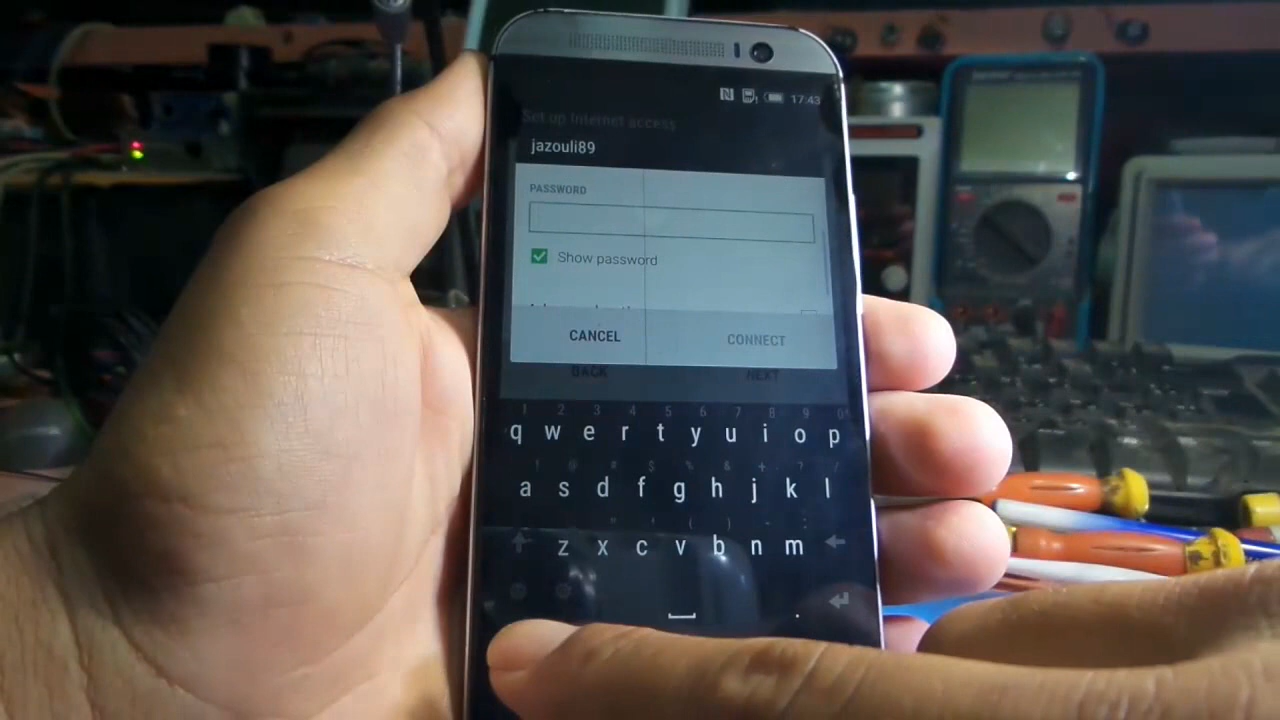 17:43
Set up Internet access
jazouli89
PASSWORD
Show password
CANCEL CONNECT
BACK NEXT
1 2 3 4 5 6 7 8 9 0
q w e r t y u i o p
a s d f g h j k l
z x c v b n m